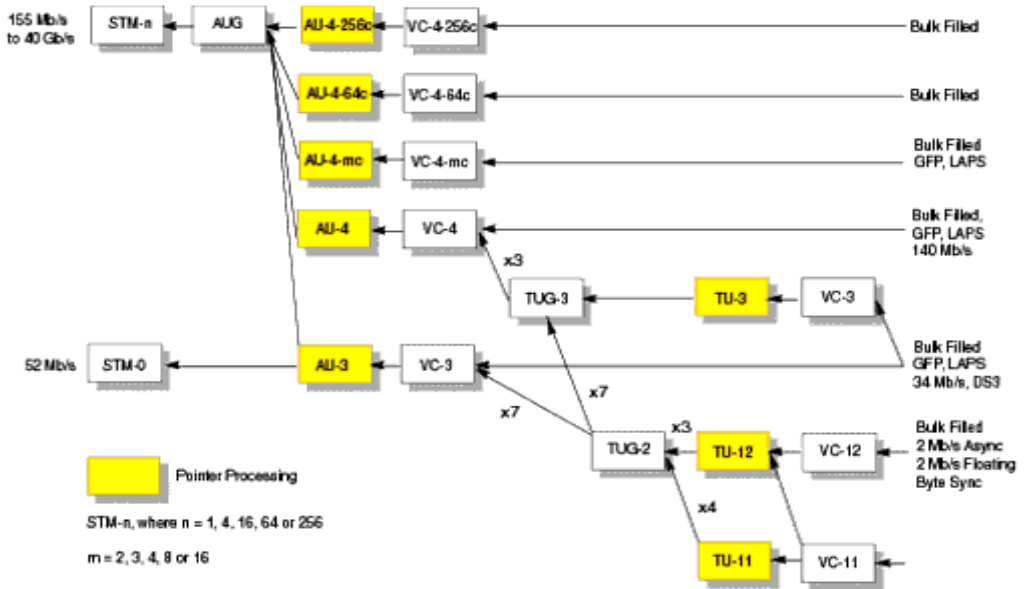 155 Mb/s
to 40 Gb/s
STM-n
AUG
AU-4-256c
VC-4-256c
Bulk Filled
AU-4-64c
VC-4-64c
Bulk Filled
AU-4-mc
VC-4-mc
Bulk Filled
GFP, LAPS
AU-4
VC-4
Bulk Filled,
GFP, LAPS
140 Mb/s
x3
TUG-3
TU-3
VC-3
52 Mb/s
STM-0
AU-3
VC-3
Bulk Filled
GFP, LAPS
34 Mb/s, DS3
x7
x7
TUG-2
x3
TU-12
VC-12
Bulk Filled
2 Mb/s Async
2 Mb/s Floating
Byte Sync
x4
TU-11
VC-11
Pointer Processing
STM-n, where n = 1, 4, 16, 64 or 256
m = 2, 3, 4, 8 or 16